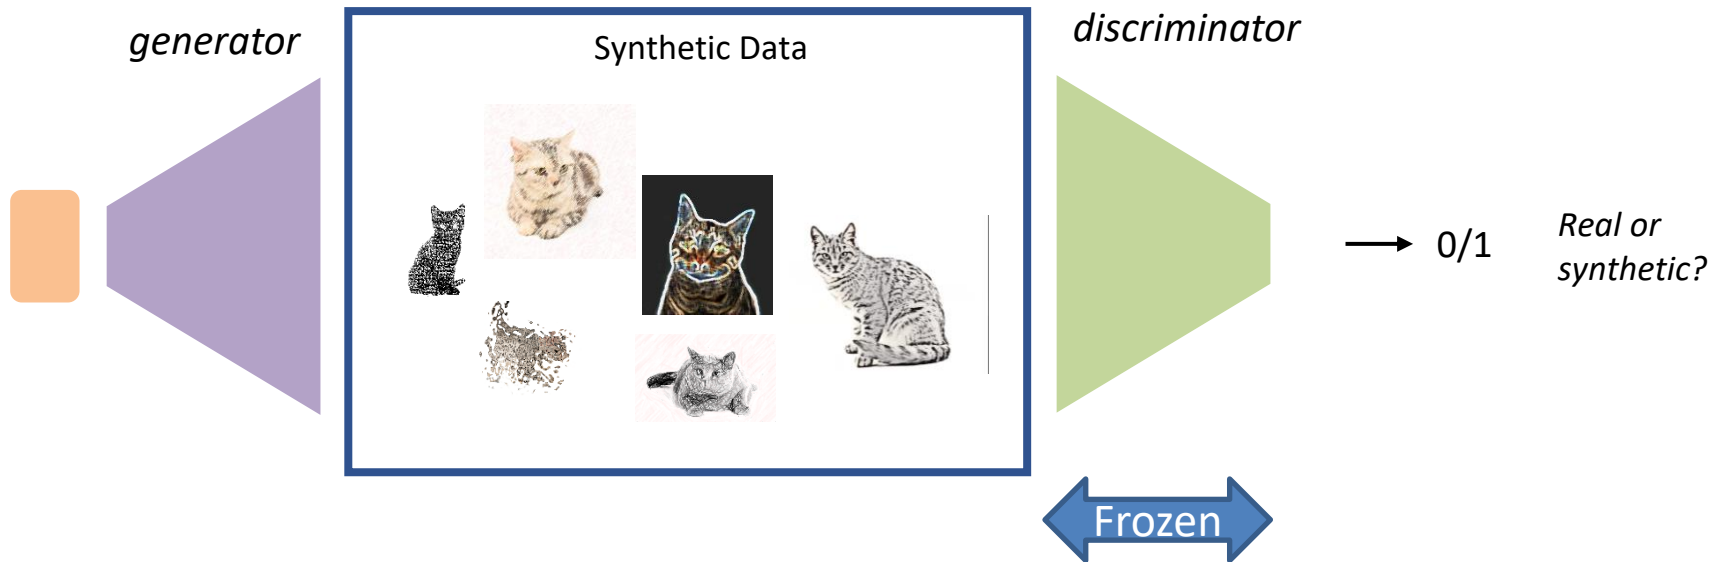 generator
Synthetic Data
discriminator
0/1
Real or
synthetic?
Frozen